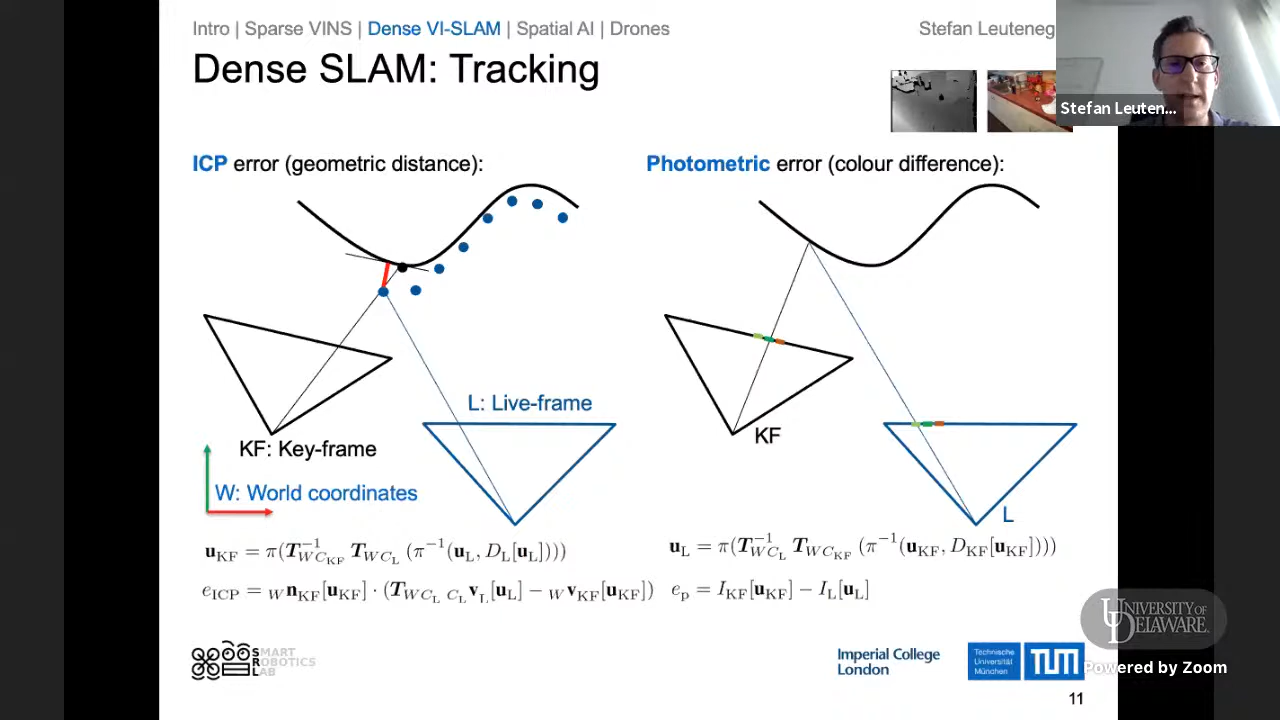 Intro | Sparse VINS | Dense VI-SLAM | Spatial AI | Drones
Stefan Leuteneg
Dense SLAM: Tracking
Stefan Leuten...
ICP error (geometric distance):
Photometric error (colour difference):
L: Live-frame
KF: Key-frame
KF
W: World coordinates
L
u_KF = π(T_{WC_KF}^{-1} T_{WC_L} (π^{-1}(u_L, D_L[u_L])))
u_L = π(T_{WC_L}^{-1} T_{WC_KF} (π^{-1}(u_KF, D_KF[u_KF])))
e_ICP = _W n_KF[u_KF] · (T_{WC_L} _{C_L}v_L[u_L] − _W v_KF[u_KF])
e_p = I_KF[u_KF] − I_L[u_L]
UNIVERSITY OF
DELAWARE
SMART
ROBOTICS
LAB
Imperial College
London
Technische
Universität
München
TUM
Powered by Zoom
11